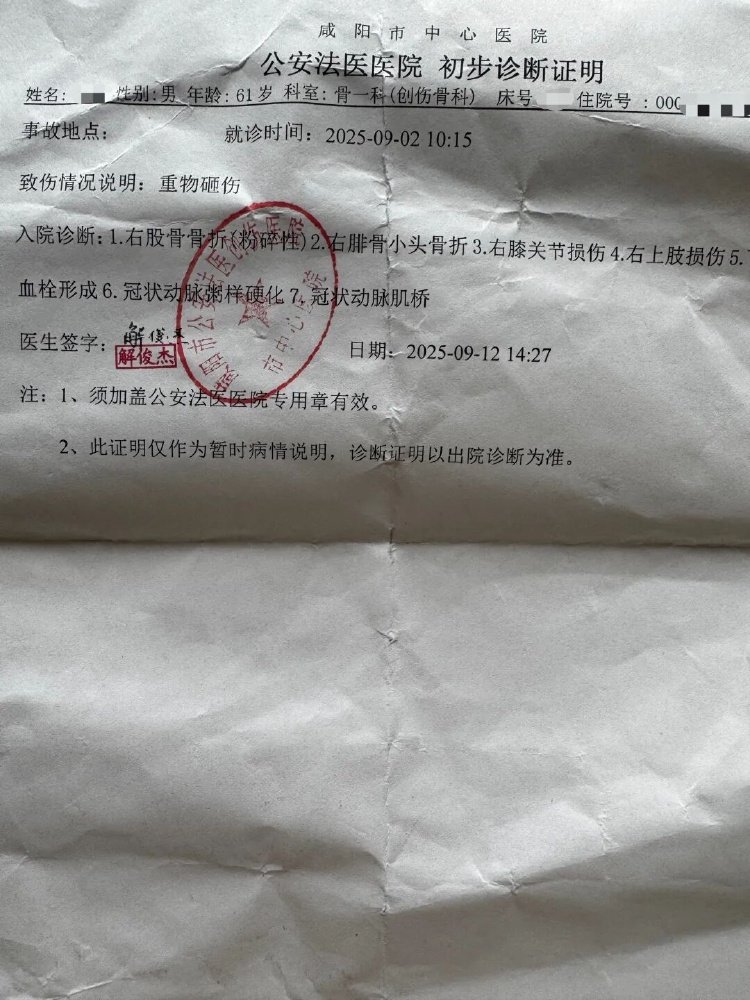 咸阳市中心医院
公安法医医院 初步诊断证明
姓名: 性别:男 年龄:61岁 科室:骨一科(创伤骨科) 床号 住院号:000
事故地点: 就诊时间: 2025-09-02 10:15
致伤情况说明: 重物砸伤
入院诊断:1.右股骨骨折(粉碎性)2.右腓骨小头骨折 3.右膝关节损伤 4.右上肢损伤 5.
血栓形成 6.冠状动脉粥样硬化 7.冠状动脉肌桥
医生签字: 解俊杰
解俊杰
日期: 2025-09-12 14:27
注: 1、须加盖公安法医医院专用章有效。
2、此证明仅作为暂时病情说明，诊断证明以出院诊断为准。
市中心医院